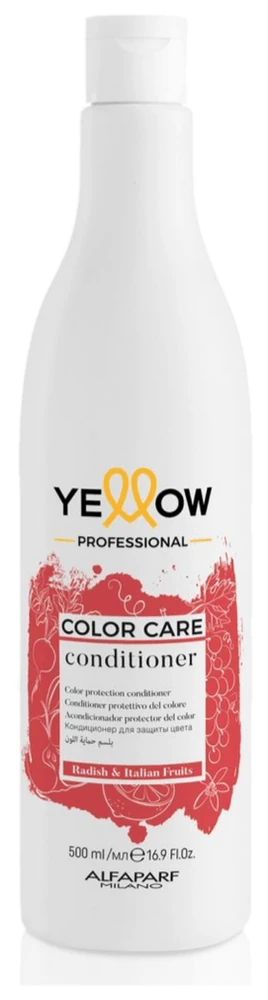 YELLOW
PROFESSIONAL
COLOR CARE
conditioner
Color protection conditioner
Conditioner protettivo del colore
Acondicionador protector del color
Кондиционер для защиты цвета
بلسم حماية اللون
Radish & Italian Fruits
500 ml/мл℮16.9 Fl.Oz.
ALFAPARF
MILANO